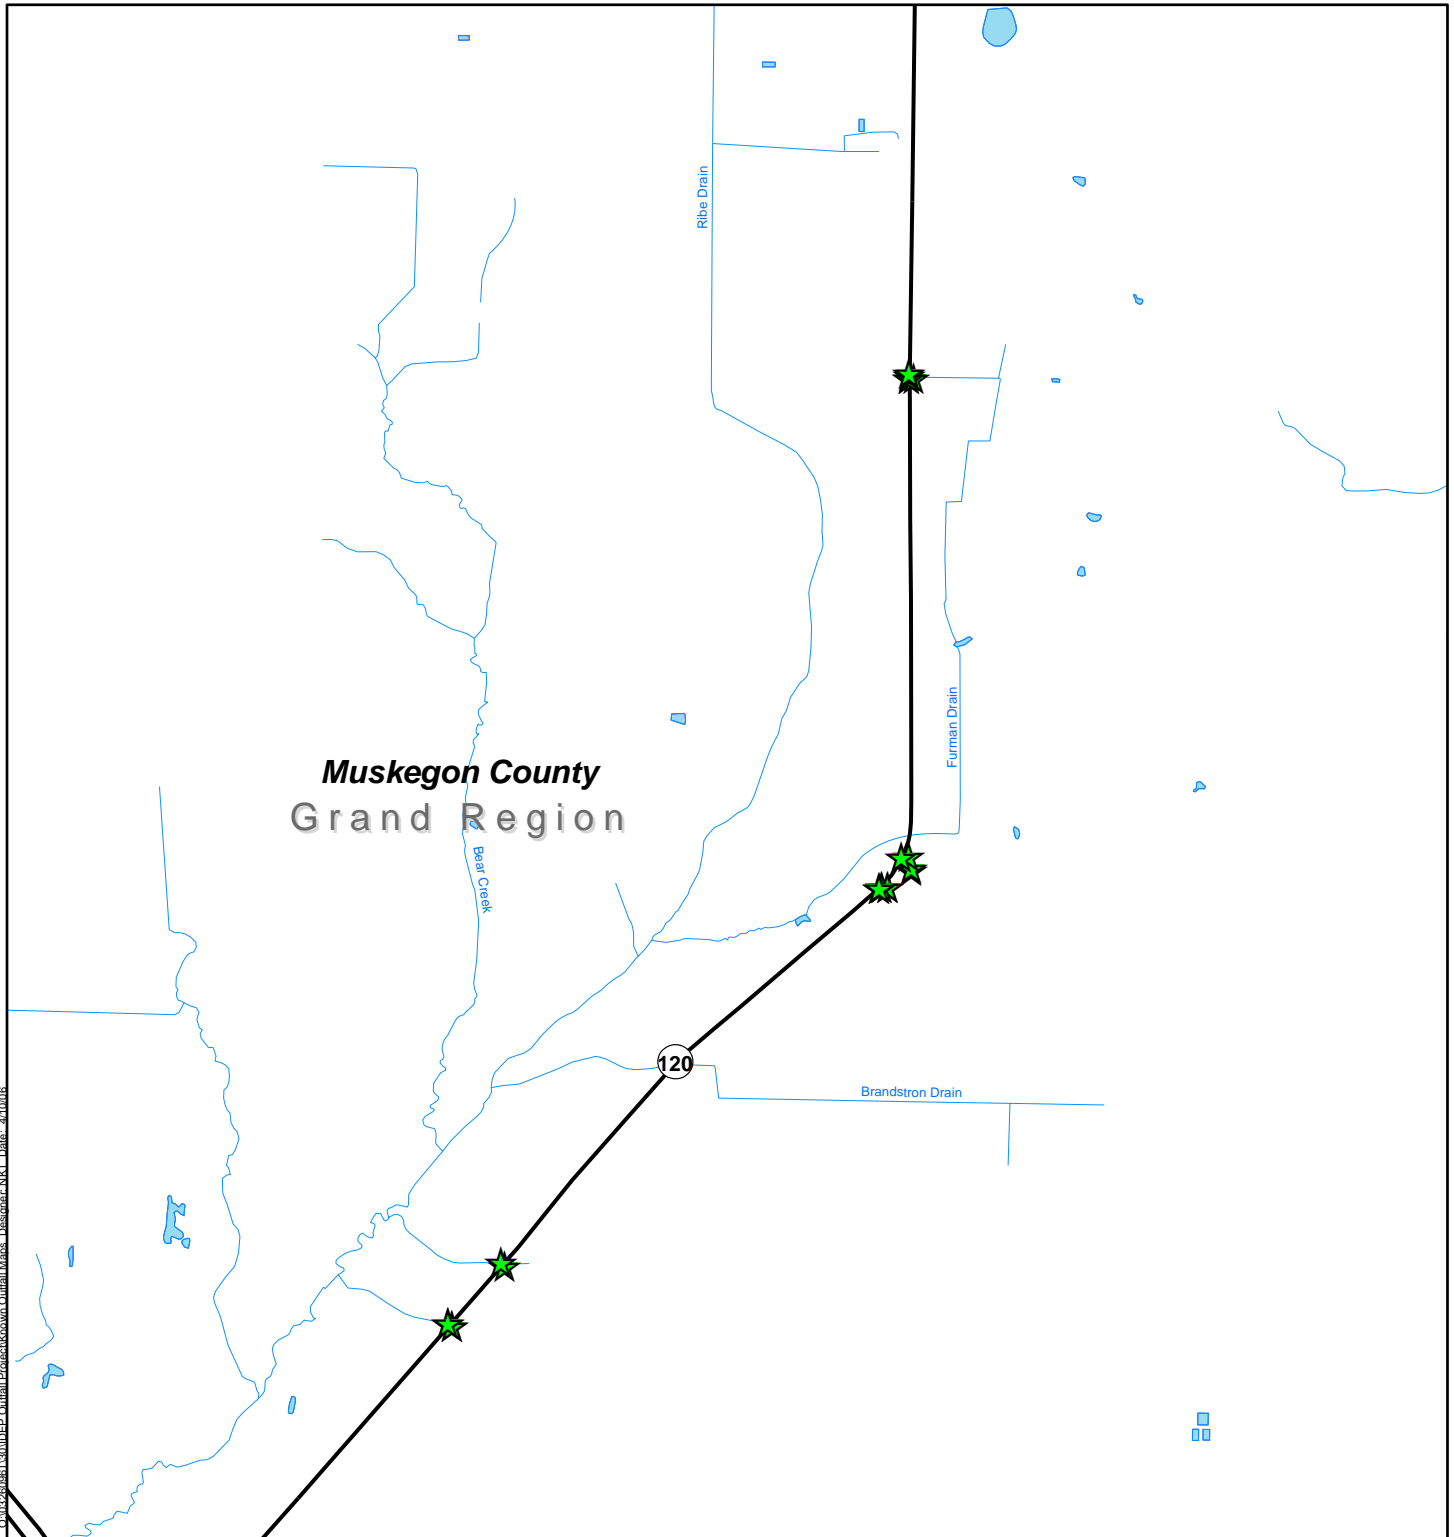 Ribe Drain
Furman Drain
Muskegon County
Grand Region
Bear Creek
120
Brandstron Drain